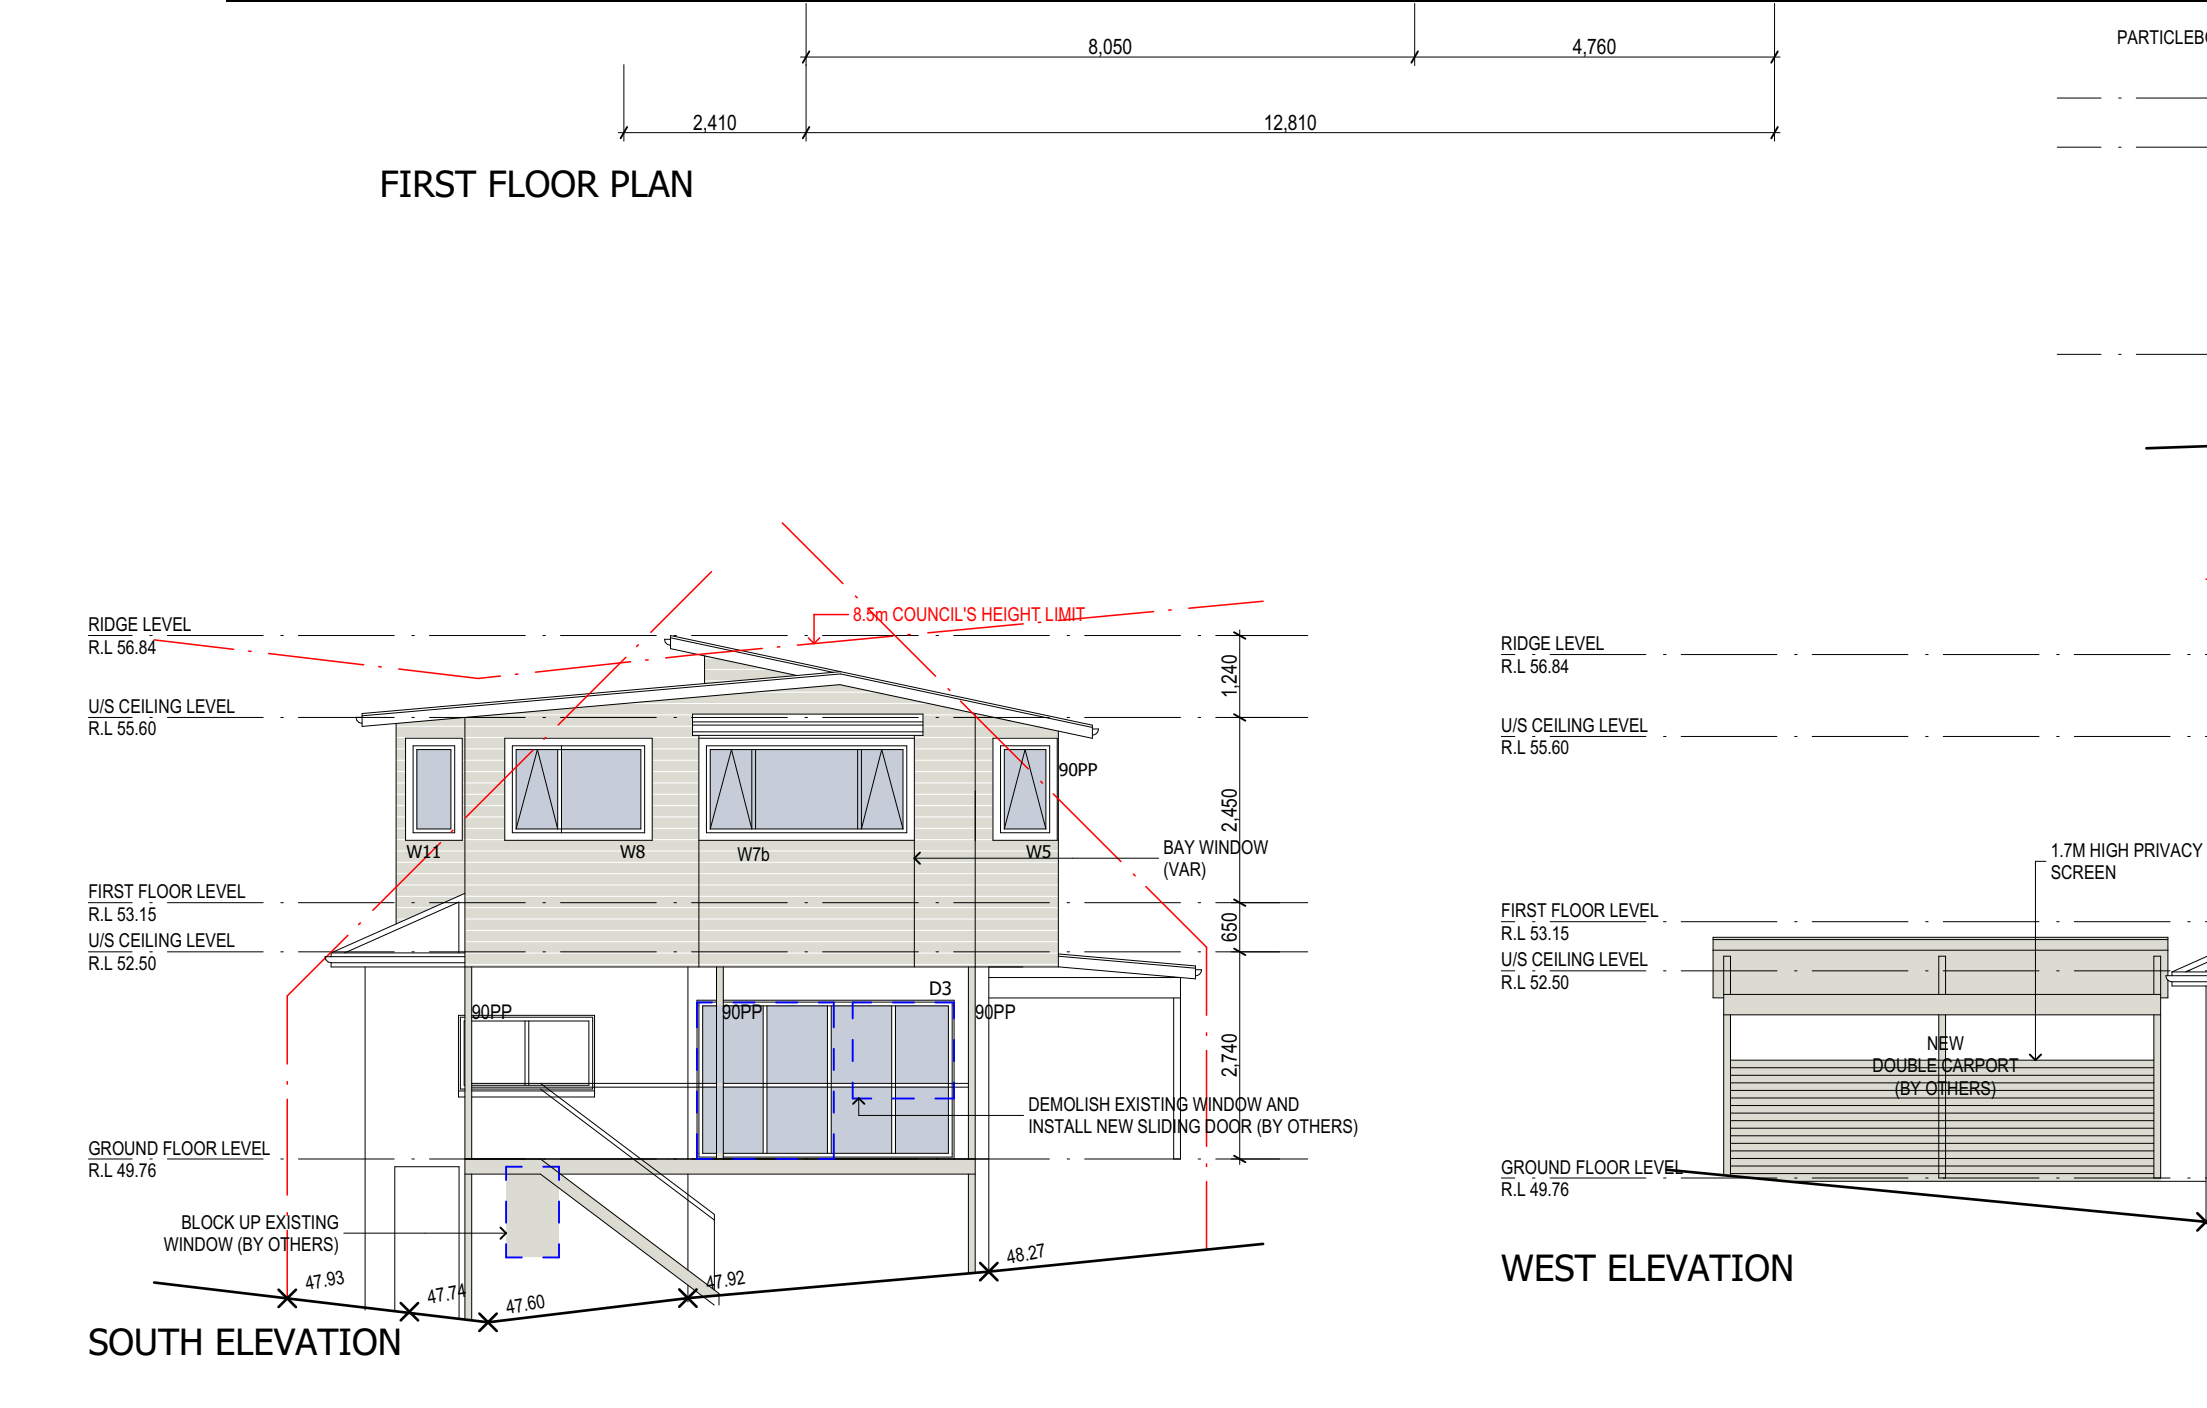 8,050
4,760
2,410
12,810
FIRST FLOOR PLAN
8.5m COUNCIL'S HEIGHT LIMIT
RIDGE LEVEL
R.L 56.84
U/S CEILING LEVEL
R.L 55.60
FIRST FLOOR LEVEL
R.L 53.15
U/S CEILING LEVEL
R.L 52.50
GROUND FLOOR LEVEL
R.L 49.76
1,240
2,450
650
2,740
90PP
W11
W8
W7b
W5
BAY WINDOW
(VAR)
D3
90PP
90PP
90PP
DEMOLISH EXISTING WINDOW AND
INSTALL NEW SLIDING DOOR (BY OTHERS)
BLOCK UP EXISTING
WINDOW (BY OTHERS)
47.93
47.74
47.60
47.92
48.27
SOUTH ELEVATION
RIDGE LEVEL
R.L 56.84
U/S CEILING LEVEL
R.L 55.60
1.7M HIGH PRIVACY
SCREEN
FIRST FLOOR LEVEL
R.L 53.15
U/S CEILING LEVEL
R.L 52.50
NEW
DOUBLE CARPORT
(BY OTHERS)
GROUND FLOOR LEVEL
R.L 49.76
WEST ELEVATION